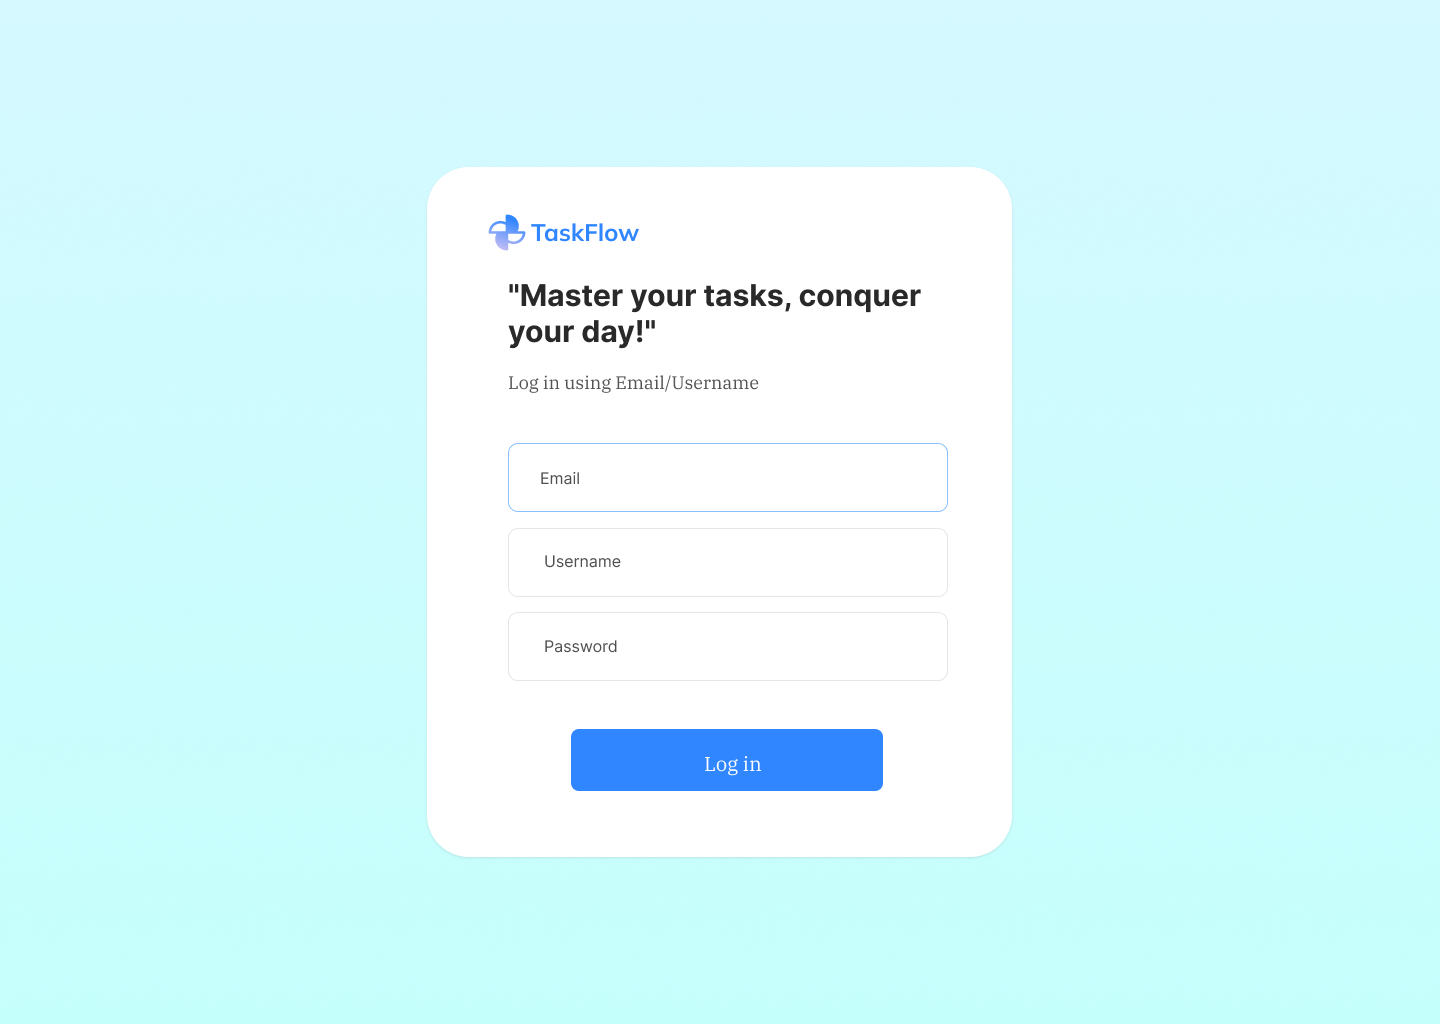 TaskFlow
"Master your tasks, conquer
your day!"
Log in using Email/Username
Email
Username
Password
Log in